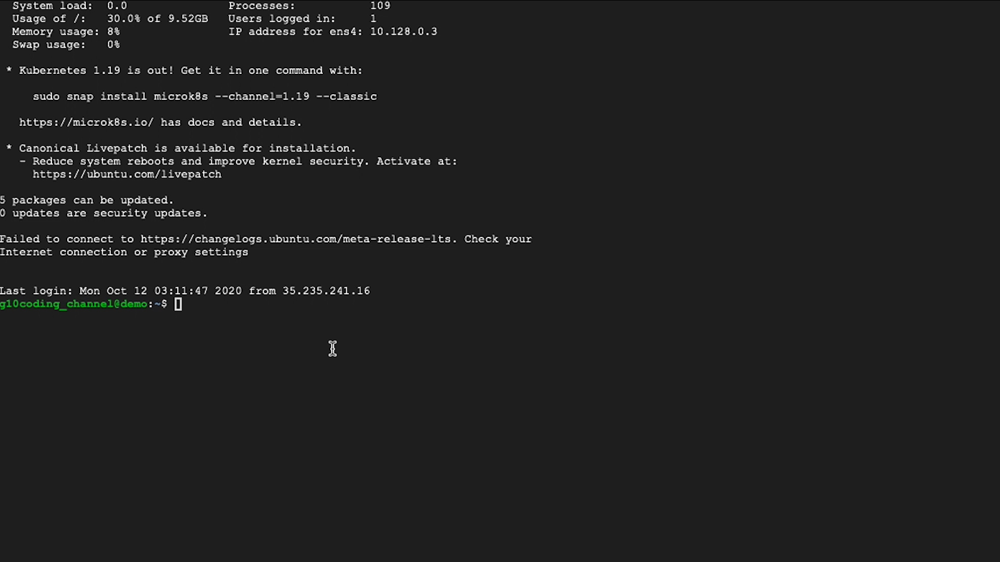 System load: 0.0 Processes: 109
Usage of /: 30.0% of 9.52GB Users logged in: 1
Memory usage: 8% IP address for ens4: 10.128.0.3
Swap usage: 0%
* Kubernetes 1.19 is out! Get it in one command with:
sudo snap install microk8s --channel=1.19 --classic
https://microk8s.io/ has docs and details.
* Canonical Livepatch is available for installation.
- Reduce system reboots and improve kernel security. Activate at:
https://ubuntu.com/livepatch
5 packages can be updated.
0 updates are security updates.
Failed to connect to https://changelogs.ubuntu.com/meta-release-lts. Check your
Internet connection or proxy settings
Last login: Mon Oct 12 03:11:47 2020 from 35.235.241.16
g10coding_channel@demo:~$